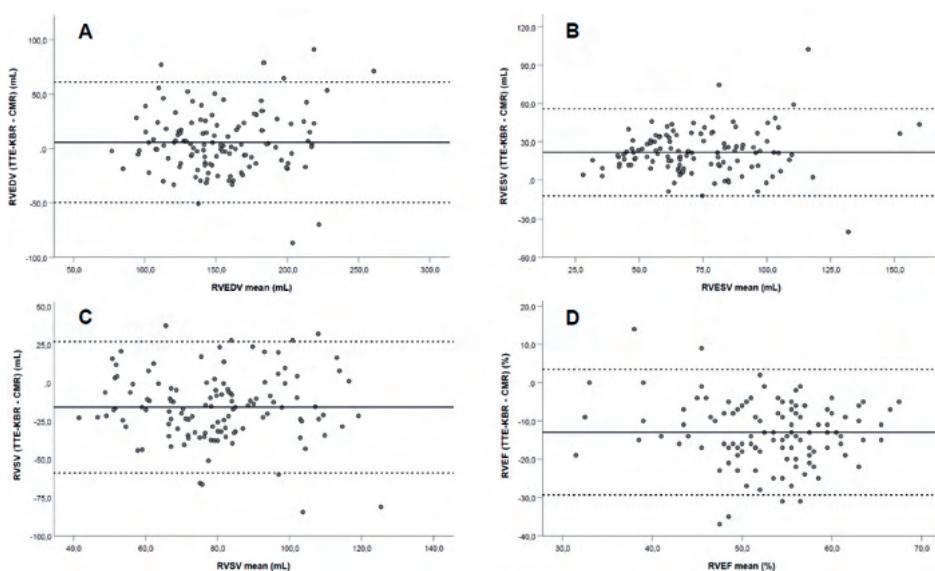 A
RVEDV (TTE-KBR - CMR) (mL)
100,0
50,0
,0
-50,0
-100,0
50,0 100,0 150,0 200,0 250,0 300,0
RVEDV mean (mL)
B
RVESV (TTE-KBR - CMR) (mL)
120,0
90,0
60,0
30,0
,0
-30,0
-60,0
25,0 50,0 75,0 100,0 125,0 150,0
RVESV mean (mL)
C
RVSV (TTE-KBR - CMR) (mL)
50,0
25,0
,0
-25,0
-50,0
-75,0
-100,0
40,0 60,0 80,0 100,0 120,0 140,0
RVSV mean (mL)
D
RVEF (TTE-KBR - CMR) (%)
20,0
10,0
,0
-10,0
-20,0
-30,0
-40,0
30,0 40,0 50,0 60,0 70,0
RVEF mean (%)